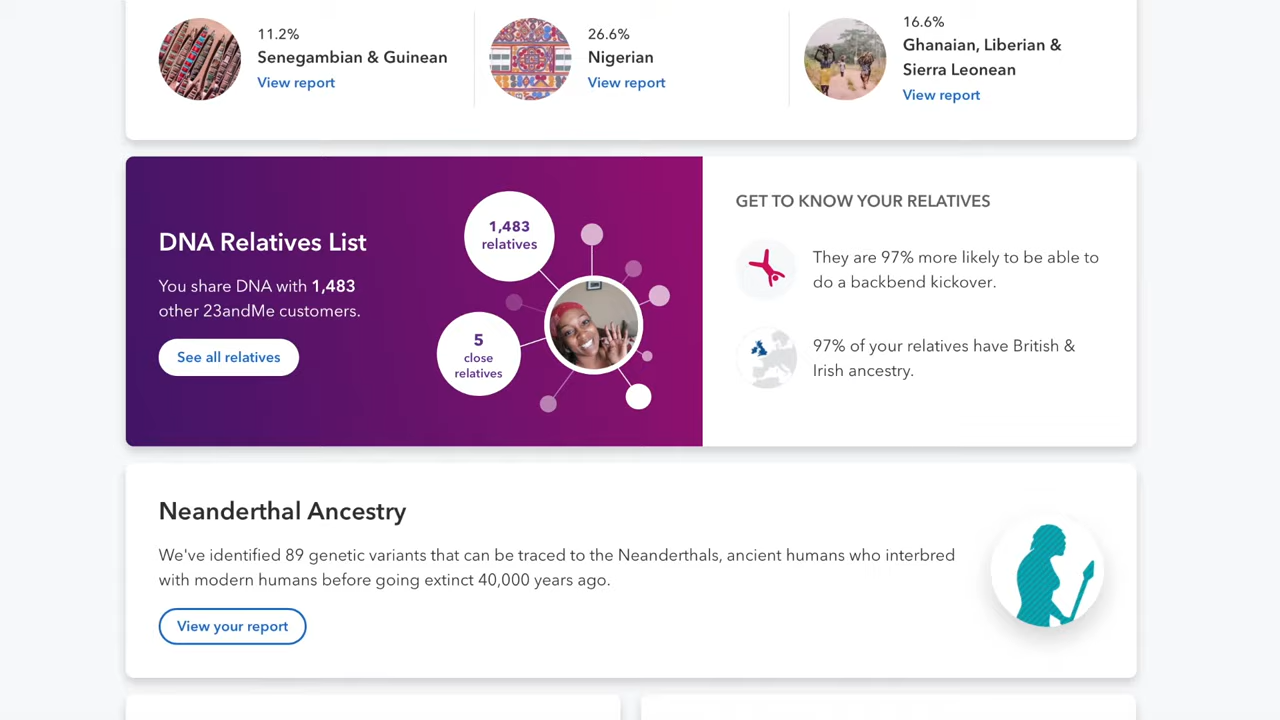 11.2%
Senegambian & Guinean
View report
26.6%
Nigerian
View report
16.6%
Ghanaian, Liberian &
Sierra Leonean
View report
DNA Relatives List
You share DNA with 1,483
other 23andMe customers.
See all relatives
1,483
relatives
5
close
relatives
GET TO KNOW YOUR RELATIVES
They are 97% more likely to be able to
do a backbend kickover.
97% of your relatives have British &
Irish ancestry.
Neanderthal Ancestry
We've identified 89 genetic variants that can be traced to the Neanderthals, ancient humans who interbred
with modern humans before going extinct 40,000 years ago.
View your report